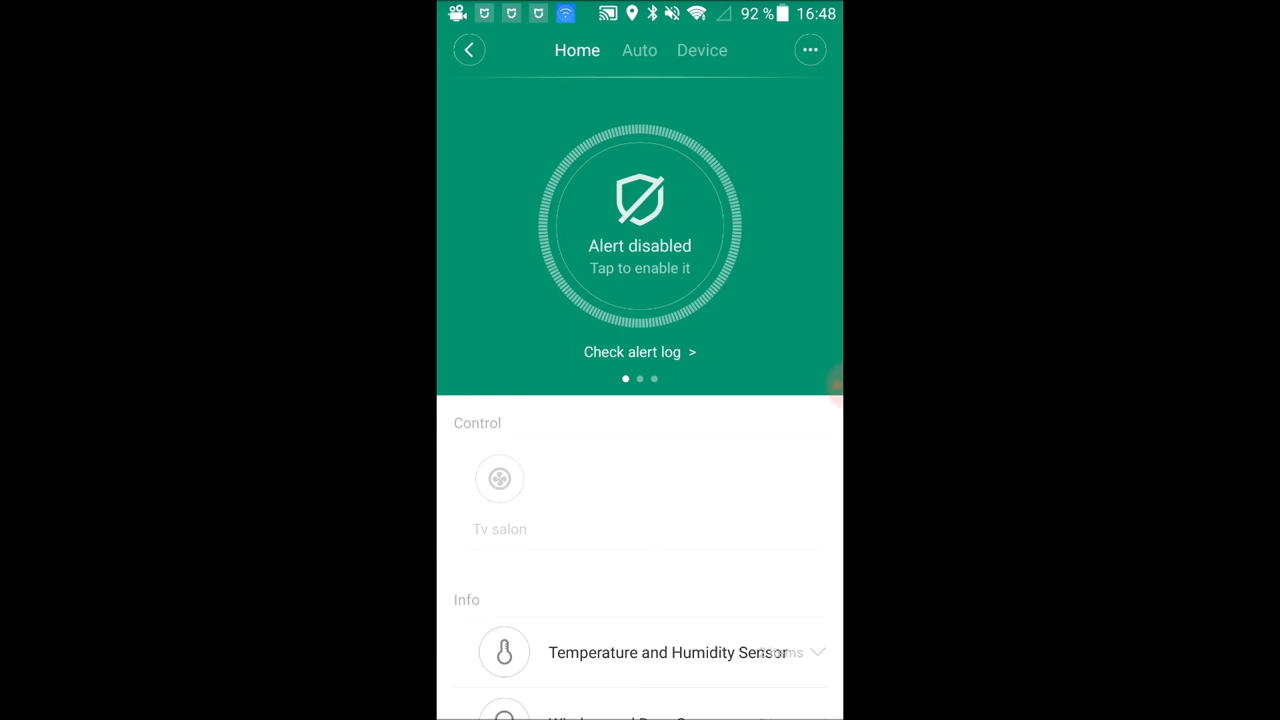 92 % 16:48
Home Auto Device
Alert disabled
Tap to enable it
Check alert log >
Control
Tv salon
Info
Temperature and Humidity Sensor